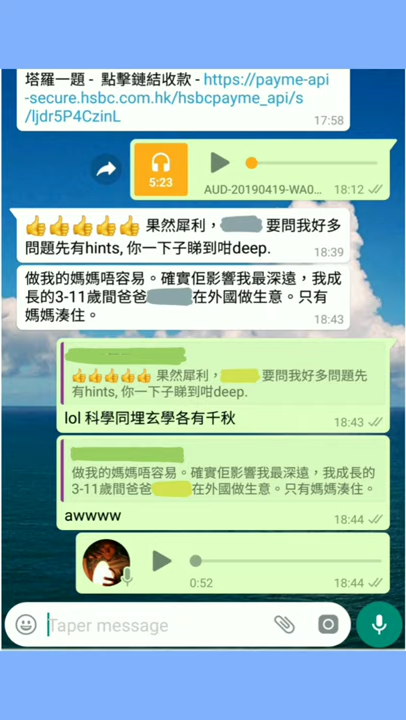 塔羅一題 - 點擊鏈結收款 - https://payme-api
-secure.hsbc.com.hk/hsbcpayme_api/s
/ljdr5P4CzinL
17:58
5:23
AUD-20190419-WA0...
18:12
👍👍👍👍👍 果然犀利， 要問我好多
問題先有hints, 你一下子睇到咁deep.
18:39
做我的媽媽唔容易。確實佢影響我最深遠，我成
長的3-11歲間爸爸 在外國做生意。只有
媽媽湊住。
18:43
👍👍👍👍👍 果然犀利， 要問我好多問題先
有hints, 你一下子睇到咁deep.
lol 科學同埋玄學各有千秋
18:43
做我的媽媽唔容易。確實佢影響我最深遠，我成長的
3-11歲間爸爸 在外國做生意。只有媽媽湊住。
awwww
18:44
0:52
18:44
Taper message